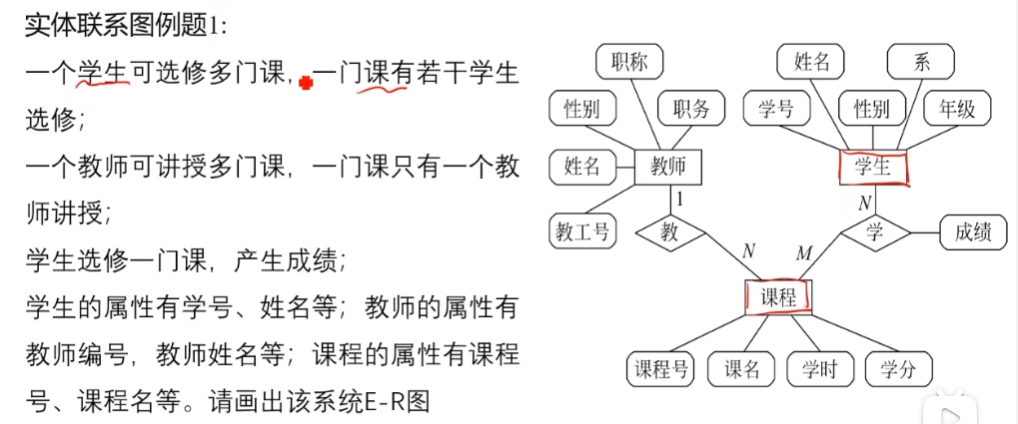 实体联系图例题1:
一个学生可选修多门课，一门课有若干学生
选修；
一个教师可讲授多门课，一门课只有一个教
师讲授；
学生选修一门课，产生成绩；
学生的属性有学号、姓名等；教师的属性有
教师编号，教师姓名等；课程的属性有课程
号、课程名等。请画出该系统E-R图
职称
姓名
系
性别
职务
学号
性别
年级
姓名
教师
学生
1
N
教工号
教
学
成绩
N
M
课程
课程号
课名
学时
学分